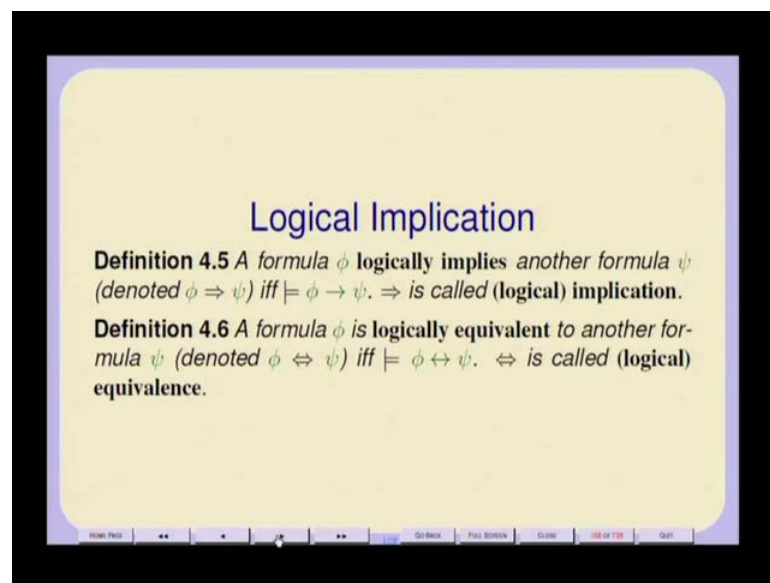 Logical Implication
Definition 4.5 A formula ϕ logically implies another formula ψ
(denoted ϕ ⇒ ψ) iff ⊨ ϕ → ψ. ⇒ is called (logical) implication.
Definition 4.6 A formula ϕ is logically equivalent to another for-
mula ψ (denoted ϕ ⇔ ψ) iff ⊨ ϕ ↔ ψ. ⇔ is called (logical)
equivalence.
HOME PAGE ◄◄ ◄ ►► GO BACK FULL SCREEN CLOSE OF 778 QUIT